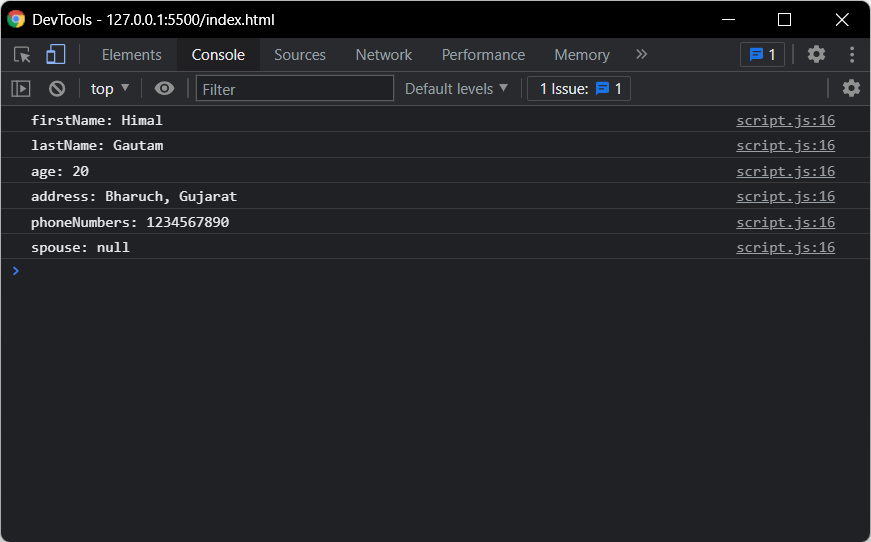 DevTools - 127.0.0.1:5500/index.html
Elements Console Sources Network Performance Memory » 1
top Filter Default levels 1 Issue: 1
firstName: Himal script.js:16
lastName: Gautam script.js:16
age: 20 script.js:16
address: Bharuch, Gujarat script.js:16
phoneNumbers: 1234567890 script.js:16
spouse: null script.js:16